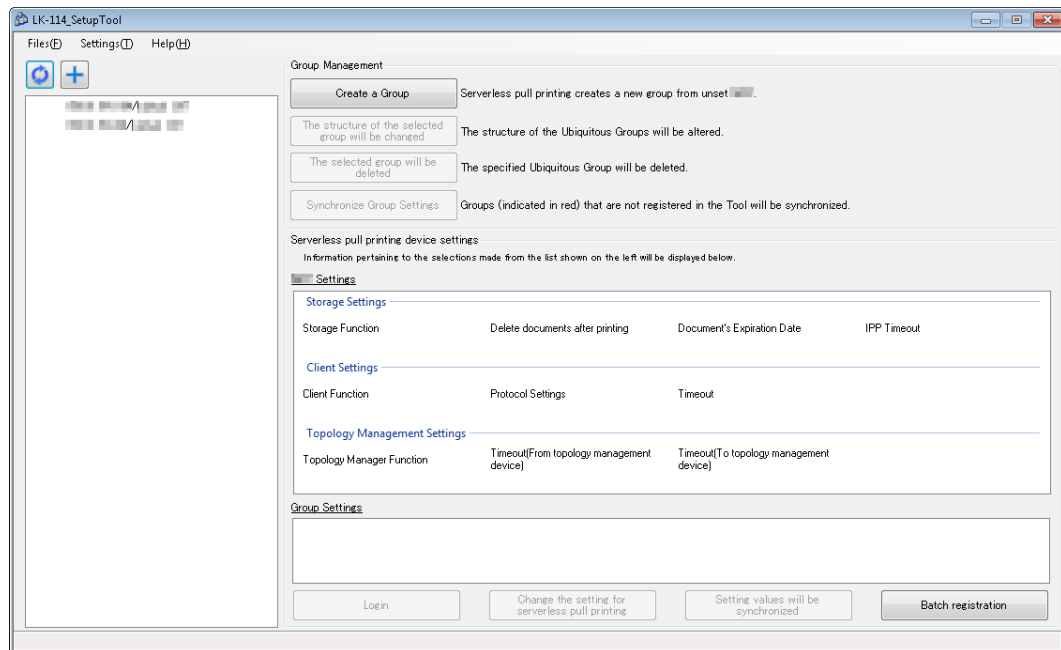 LK-114_SetupTool
Files(F) Settings(T) Help(H)
Group Management
Create a Group
Serverless pull printing creates a new group from unset .
The structure of the selected
group will be changed
The structure of the Ubiquitous Groups will be altered.
The selected group will be
deleted
The specified Ubiquitous Group will be deleted.
Synchronize Group Settings
Groups (indicated in red) that are not registered in the Tool will be synchronized.
Serverless pull printing device settings
Information pertaining to the selections made from the list shown on the left will be displayed below.
Settings
Storage Settings
Storage Function
Delete documents after printing
Document's Expiration Date
IPP Timeout
Client Settings
Client Function
Protocol Settings
Timeout
Topology Management Settings
Topology Manager Function
Timeout(From topology management
device)
Timeout(To topology management
device)
Group Settings
Login
Change the setting for
serverless pull printing
Setting values will be
synchronized
Batch registration